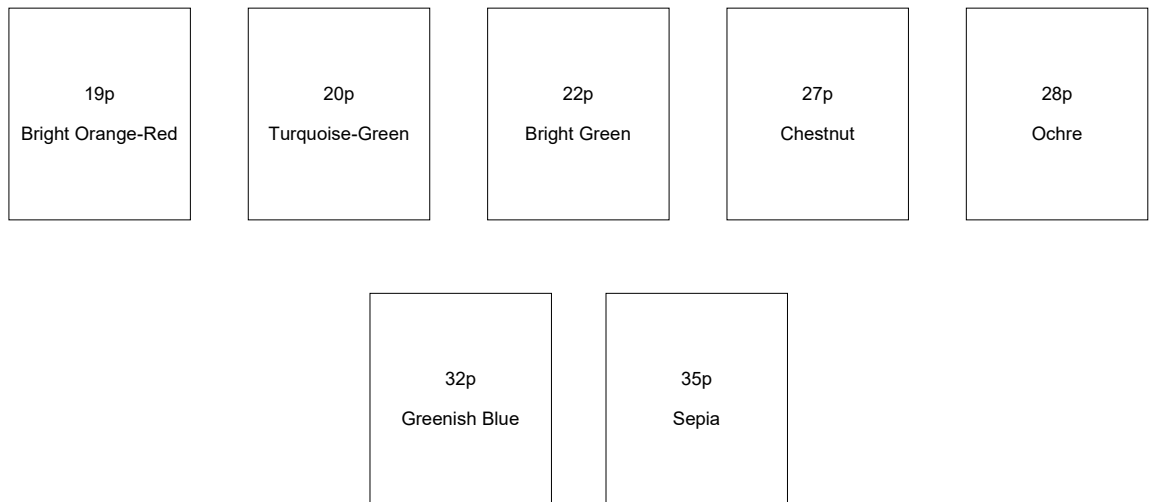 19p
Bright Orange-Red
20p
Turquoise-Green
22p
Bright Green
27p
Chestnut
28p
Ochre
32p
Greenish Blue
35p
Sepia